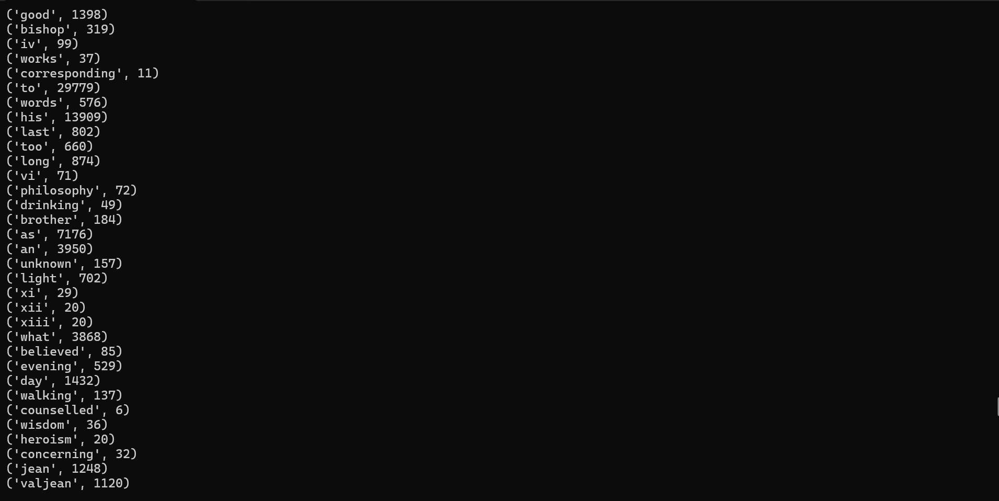 ('good', 1398)
('bishop', 319)
('iv', 99)
('works', 37)
('corresponding', 11)
('to', 29779)
('words', 576)
('his', 13909)
('last', 802)
('too', 660)
('long', 874)
('vi', 71)
('philosophy', 72)
('drinking', 49)
('brother', 184)
('as', 7176)
('an', 3950)
('unknown', 157)
('light', 702)
('xi', 29)
('xii', 20)
('xiii', 20)
('what', 3868)
('believed', 85)
('evening', 529)
('day', 1432)
('walking', 137)
('counselled', 6)
('wisdom', 36)
('heroism', 20)
('concerning', 32)
('jean', 1248)
('valjean', 1120)